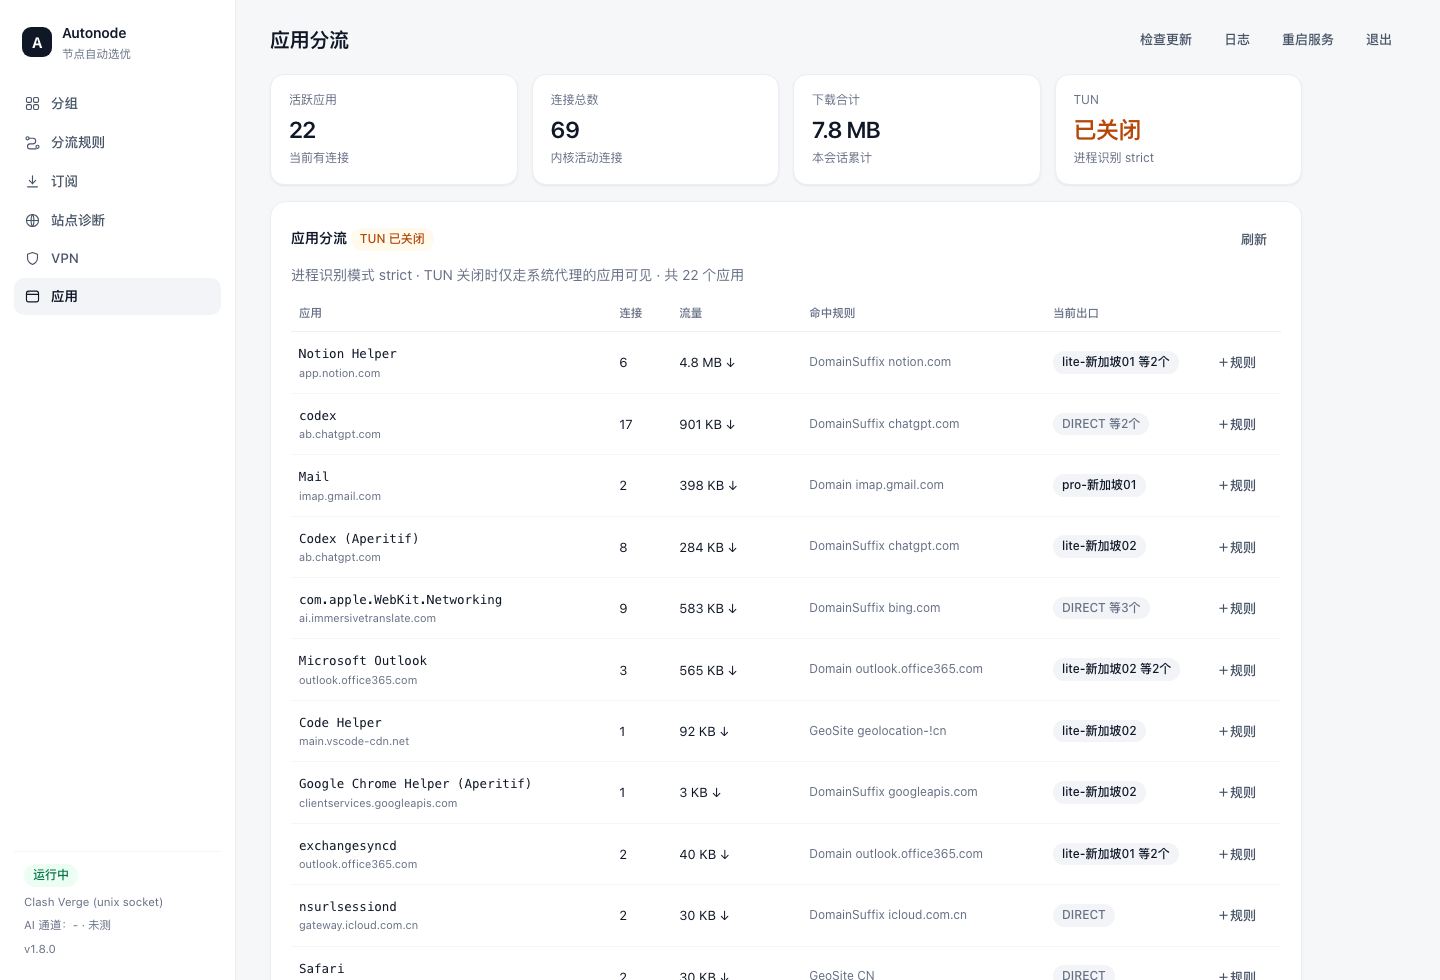 A
Autonode
节点自动选优
分组
分流规则
订阅
站点诊断
VPN
应用
运行中
Clash Verge (unix socket)
AI 通道：- · 未测
v1.8.0
应用分流
检查更新 日志 重启服务 退出
活跃应用
22
当前有连接
连接总数
69
内核活动连接
下载合计
7.8 MB
本会话累计
TUN
已关闭
进程识别 strict
应用分流 TUN 已关闭 刷新
进程识别模式 strict · TUN 关闭时仅走系统代理的应用可见 · 共 22 个应用
应用 连接 流量 命中规则 当前出口
Notion Helper
app.notion.com
6 4.8 MB ↓ DomainSuffix notion.com lite-新加坡01 等2个 +规则
codex
ab.chatgpt.com
17 901 KB ↓ DomainSuffix chatgpt.com DIRECT 等2个 +规则
Mail
imap.gmail.com
2 398 KB ↓ Domain imap.gmail.com pro-新加坡01 +规则
Codex (Aperitif)
ab.chatgpt.com
8 284 KB ↓ DomainSuffix chatgpt.com lite-新加坡02 +规则
com.apple.WebKit.Networking
ai.immersivetranslate.com
9 583 KB ↓ DomainSuffix bing.com DIRECT 等3个 +规则
Microsoft Outlook
outlook.office365.com
3 565 KB ↓ Domain outlook.office365.com lite-新加坡02 等2个 +规则
Code Helper
main.vscode-cdn.net
1 92 KB ↓ GeoSite geolocation-!cn lite-新加坡02 +规则
Google Chrome Helper (Aperitif)
clientservices.googleapis.com
1 3 KB ↓ DomainSuffix googleapis.com lite-新加坡02 +规则
exchangesyncd
outlook.office365.com
2 40 KB ↓ Domain outlook.office365.com lite-新加坡01 等2个 +规则
nsurlsessiond
gateway.icloud.com.cn
2 30 KB ↓ DomainSuffix icloud.com.cn DIRECT +规则
Safari
2 30 KB ↓ GeoSite CN DIRECT +规则